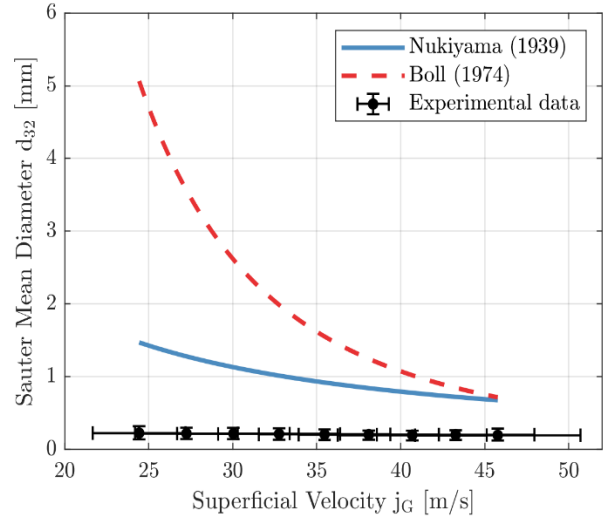 6
5
4
3
2
1
0
Sauter Mean Diameter d₃₂ [mm]
Nukiyama (1939)
Boll (1974)
Experimental data
20 25 30 35 40 45 50
Superficial Velocity j_G [m/s]